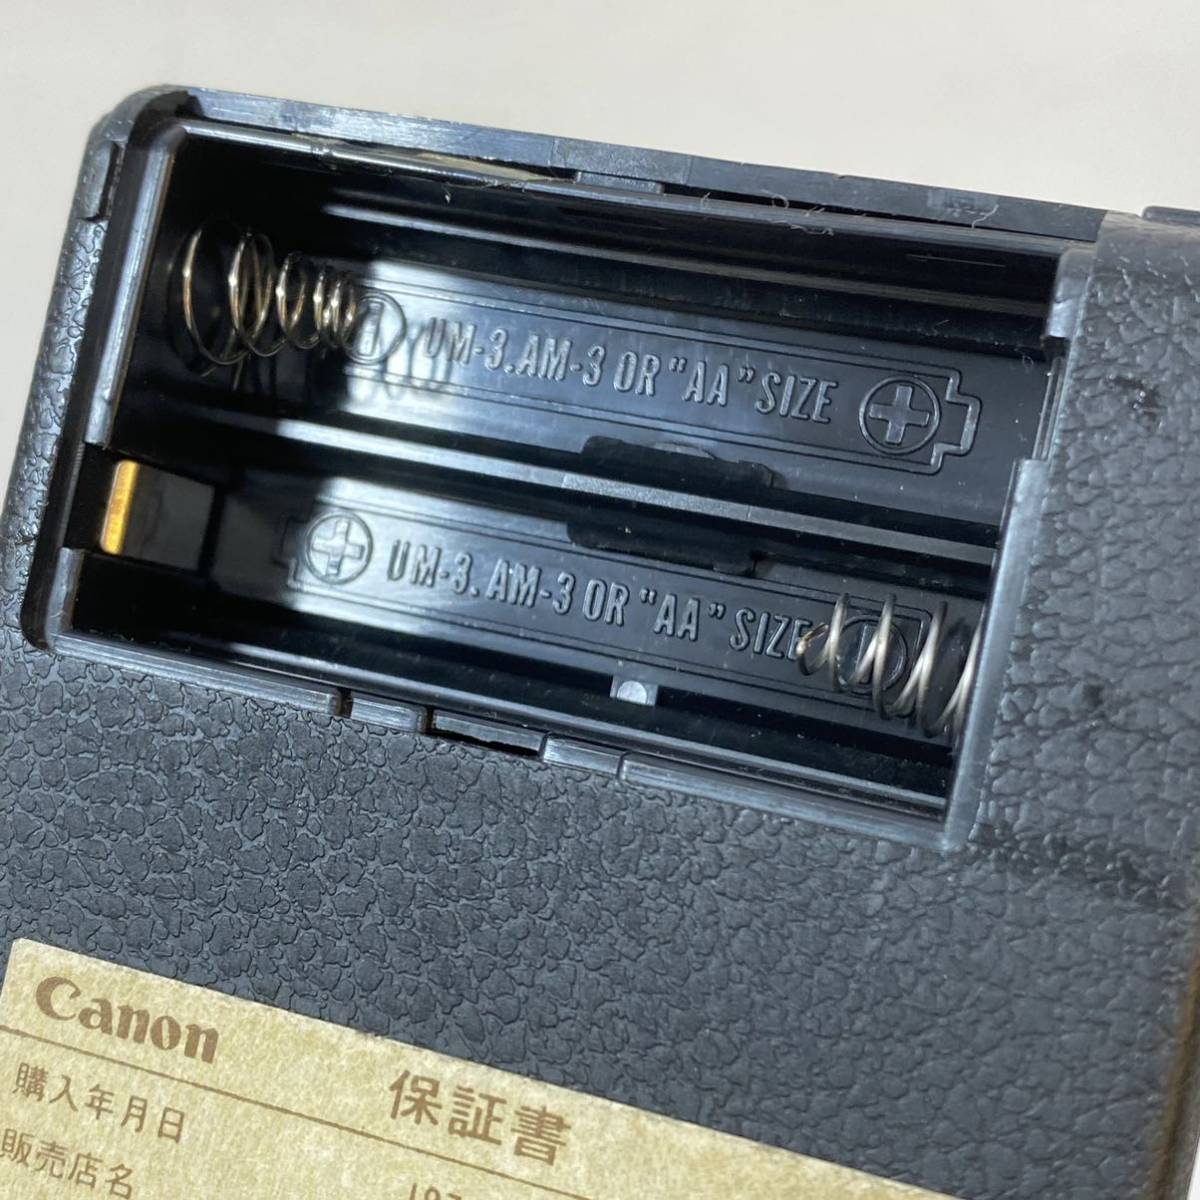 UM-3.AM-3 OR "AA" SIZE
UM-3. AM-3 OR "AA" SIZE
Canon
保証書
購入年月日
販売店名